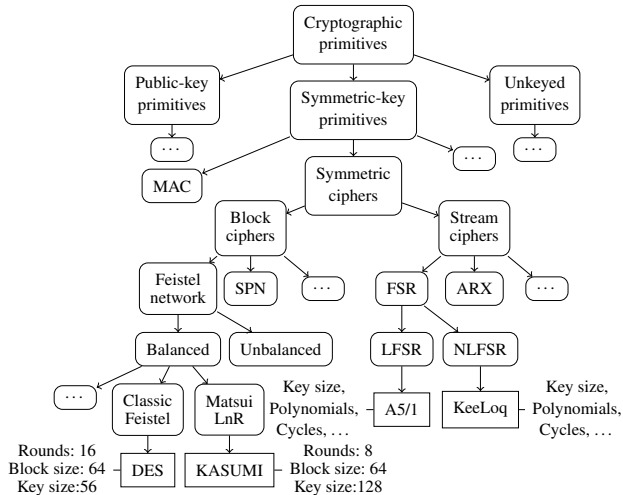 Cryptographic
primitives
Public-key
primitives
Symmetric-key
primitives
Unkeyed
primitives
...
MAC
Symmetric
ciphers
...
...
Block
ciphers
Stream
ciphers
Feistel
network
SPN
...
FSR
ARX
...
Balanced
Unbalanced
LFSR
NLFSR
...
Classic
Feistel
Matsui
LnR
Key size,
Polynomials,
Cycles, ...
A5/1
KeeLoq
Key size,
Polynomials,
Cycles, ...
Rounds: 16
Block size: 64
Key size:56
DES
KASUMI
Rounds: 8
Block size: 64
Key size:128